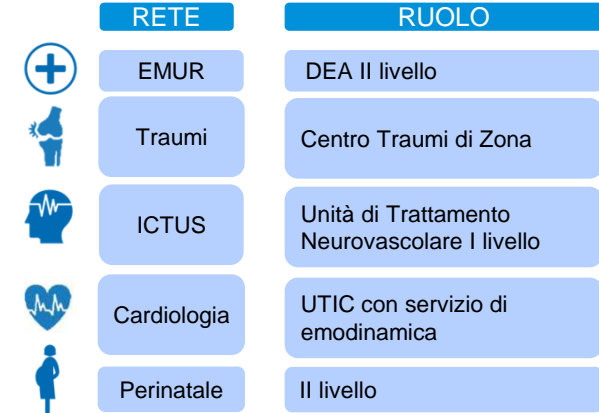 RETE RUOLO
EMUR DEA II livello
Traumi Centro Traumi di Zona
ICTUS Unità di Trattamento
Neurovascolare I livello
Cardiologia UTIC con servizio di
emodinamica
Perinatale II livello